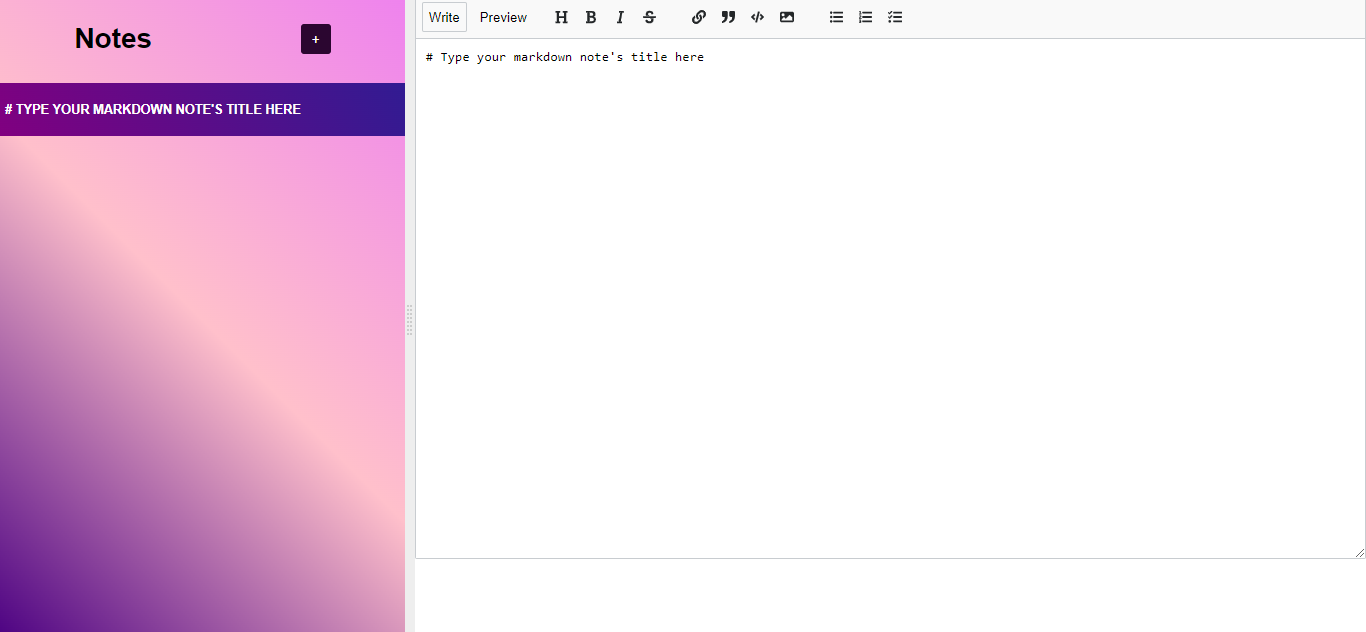 Notes
+
# TYPE YOUR MARKDOWN NOTE'S TITLE HERE
Write Preview H B I S
# Type your markdown note's title here